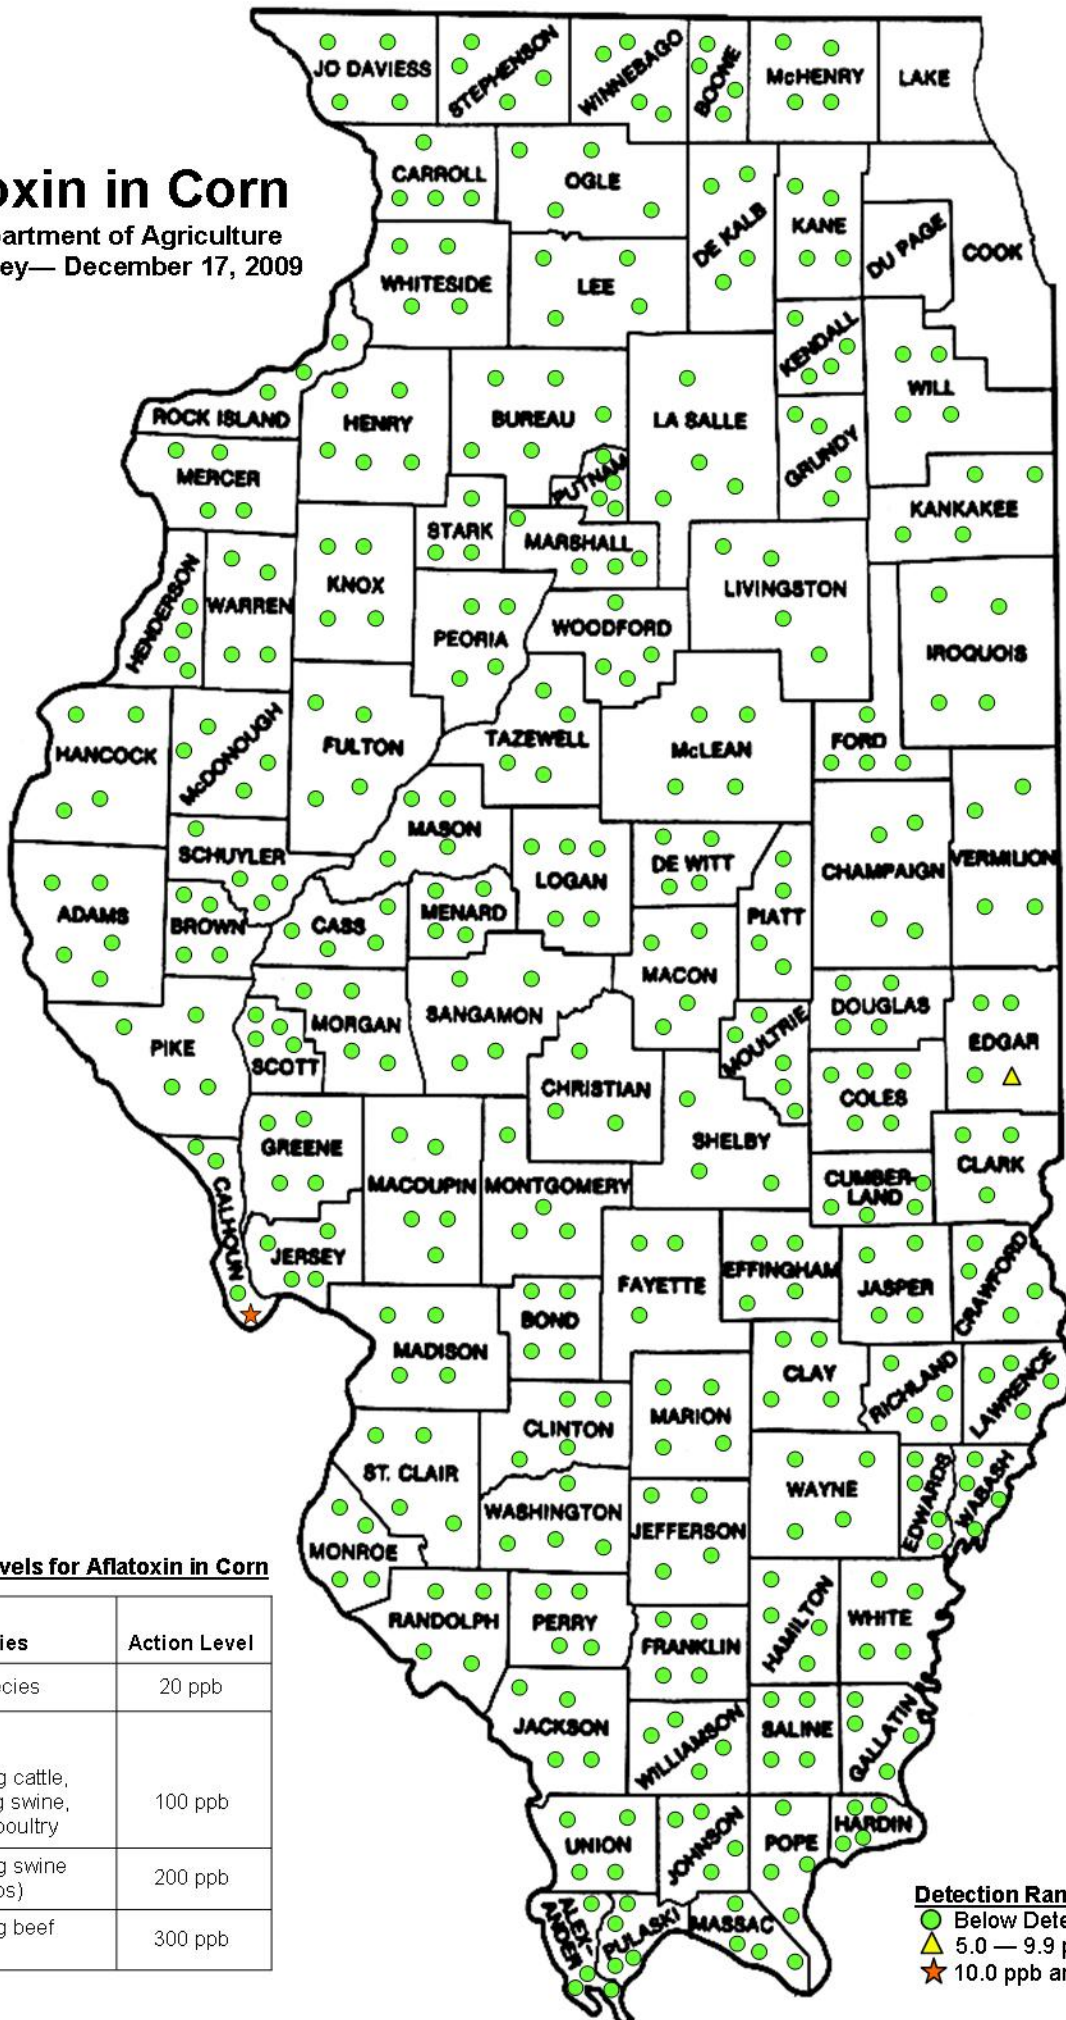 oxin in Corn
partment of Agriculture
ey— December 17, 2009
JO DAVIESS
STEPHENSON
WINNEBAGO
BOONE
McHENRY
LAKE
CARROLL
OGLE
DE KALB
KANE
DU PAGE
COOK
WHITESIDE
LEE
KENDALL
WILL
ROCK ISLAND
HENRY
BUREAU
LA SALLE
GRUNDY
MERCER
PUTNAM
KANKAKEE
STARK
MARSHALL
HENDERSON
WARREN
KNOX
PEORIA
WOODFORD
LIVINGSTON
IROQUOIS
HANCOCK
McDONOUGH
FULTON
TAZEWELL
McLEAN
FORD
MASON
SCHUYLER
LOGAN
DE WITT
CHAMPAIGN
VERMILION
ADAMS
BROWN
CASS
MENARD
PIATT
MACON
PIKE
SCOTT
MORGAN
SANGAMON
MOULTRIE
DOUGLAS
EDGAR
CHRISTIAN
COLES
SHELBY
GREENE
CALHOUN
MACOUPIN
MONTGOMERY
CUMBER-
LAND
CLARK
JERSEY
FAYETTE
EFFINGHAM
JASPER
CRAWFORD
BOND
MADISON
CLAY
RICHLAND
LAWRENCE
CLINTON
MARION
ST. CLAIR
WAYNE
EDWARDS
WABASH
WASHINGTON
JEFFERSON
MONROE
RANDOLPH
PERRY
FRANKLIN
HAMILTON
WHITE
JACKSON
WILLIAMSON
SALINE
GALLATIN
UNION
JOHNSON
POPE
HARDIN
ALEX-
ANDER
PULASKI
MASSAC
vels for Aflatoxin in Corn
ies Action Level
ecies 20 ppb
g cattle,
g swine,
poultry
100 ppb
g swine
os)
200 ppb
g beef
300 ppb
Detection Ran
Below Dete
5.0 — 9.9 p
10.0 ppb an